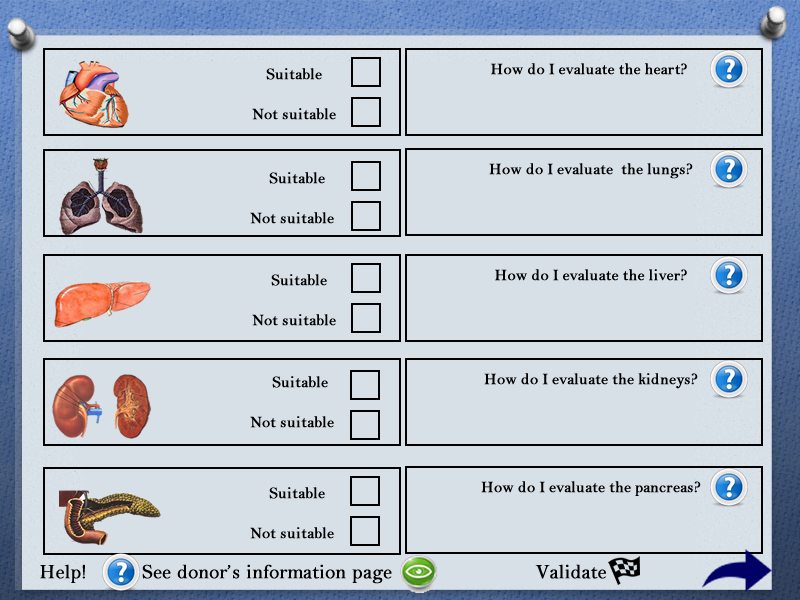 Suitable
How do I evaluate the heart?
?
Not suitable
Suitable
How do I evaluate the lungs?
?
Not suitable
Suitable
How do I evaluate the liver?
?
Not suitable
Suitable
How do I evaluate the kidneys?
?
Not suitable
Suitable
How do I evaluate the pancreas?
?
Not suitable
Help! ? See donor's information page
Validate